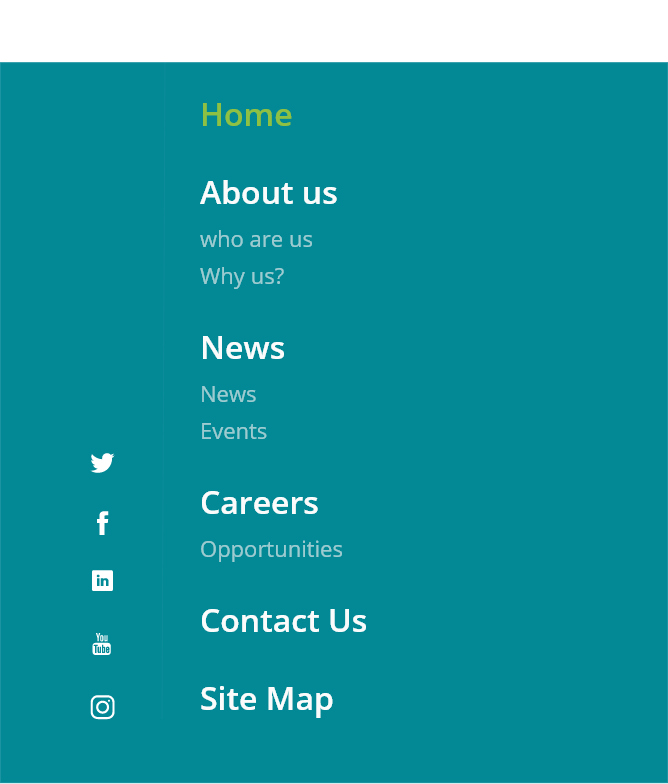 Home
About us
who are us
Why us?
News
News
Events
Careers
Opportunities
Contact Us
Site Map
in
You
Tube